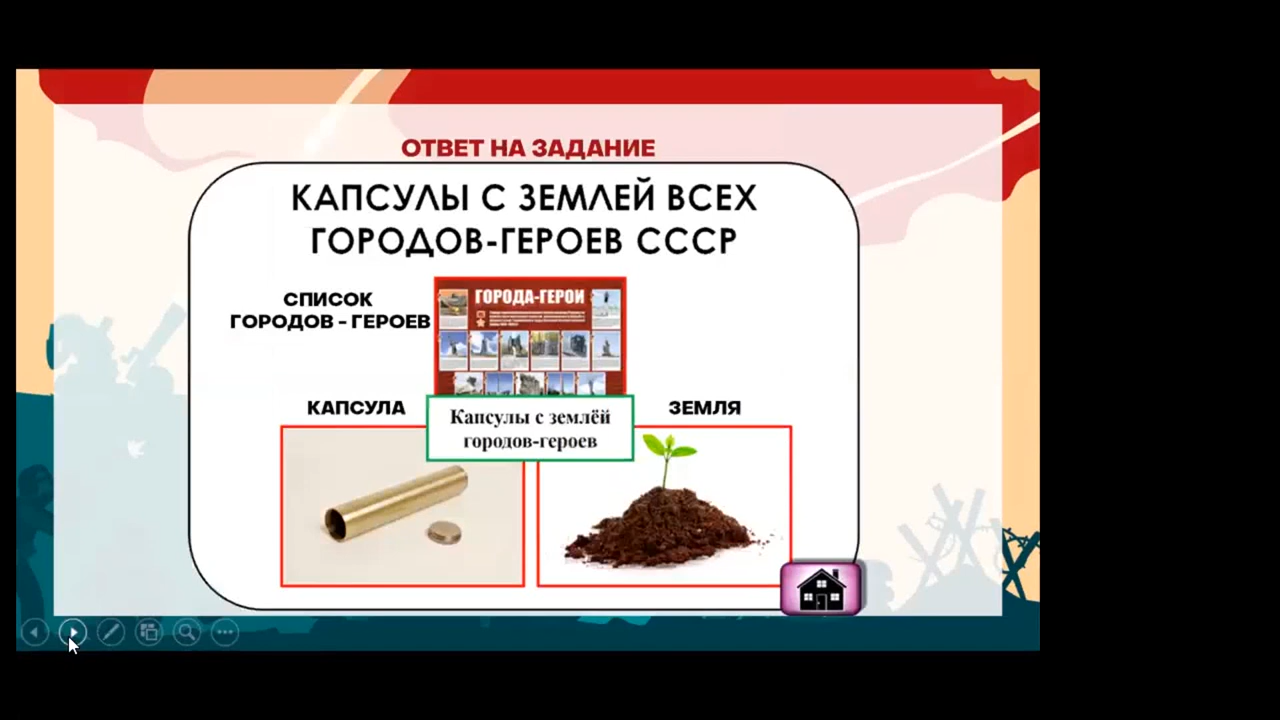 ОТВЕТ НА ЗАДАНИЕ
КАПСУЛЫ С ЗЕМЛЕЙ ВСЕХ
ГОРОДОВ-ГЕРОЕВ СССР
СПИСОК
ГОРОДОВ - ГЕРОЕВ
ГОРОДА-ГЕРОИ
КАПСУЛА
Капсулы с землёй
городов-героев
ЗЕМЛЯ